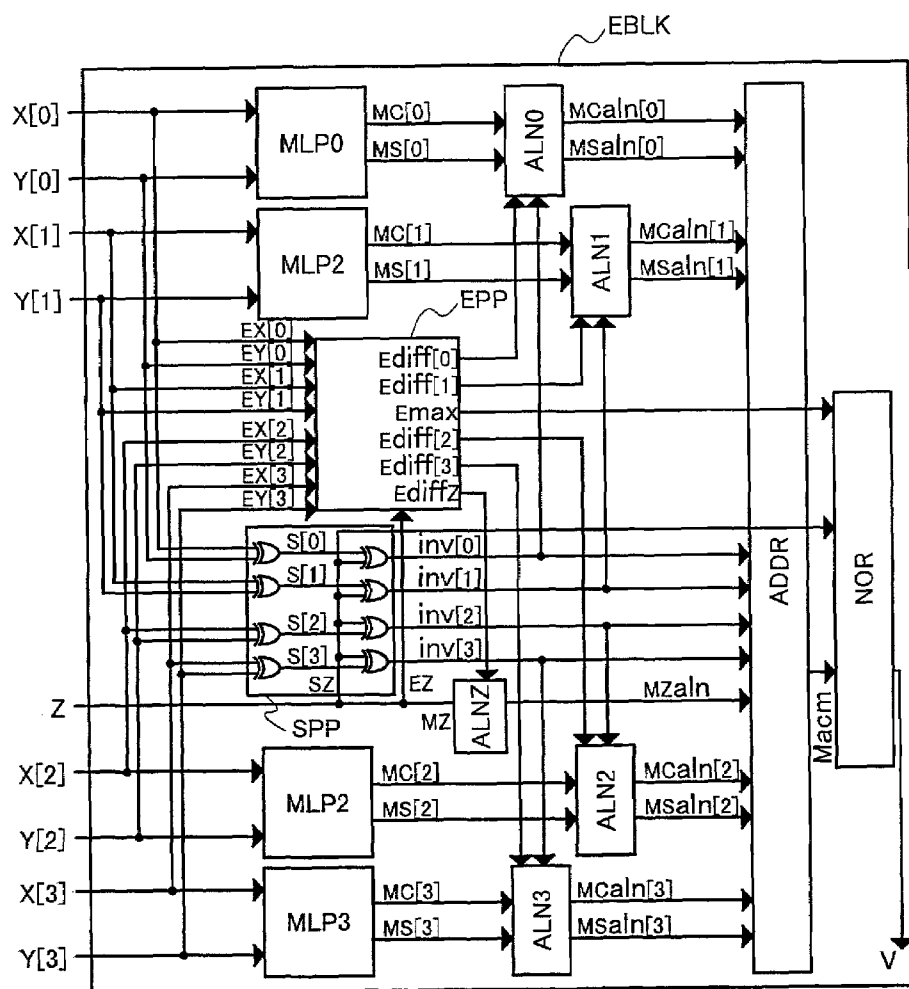 EBLK
X[0]
MLP0
MC[0]
MS[0]
ALN0
MCaln[0]
MSaln[0]
Y[0]
X[1]
MLP2
MC[1]
MS[1]
ALN1
MCaln[1]
MSaln[1]
Y[1]
EPP
EX[0]
EY[0]
EX[1]
EY[1]
EX[2]
EY[2]
EX[3]
EY[3]
Ediff[0]
Ediff[1]
Emax
Ediff[2]
Ediff[3]
EdiffZ
S[0]
S[1]
S[2]
S[3]
inv[0]
inv[1]
inv[2]
inv[3]
ADDR
NOR
SZ
EZ
Z
SPP
MZ
ALNZ
MZaln
Macm
X[2]
MLP2
MC[2]
MS[2]
ALN2
MCaln[2]
MSaln[2]
Y[2]
X[3]
MLP3
MC[3]
MS[3]
ALN3
MCaln[3]
MSaln[3]
Y[3]
V